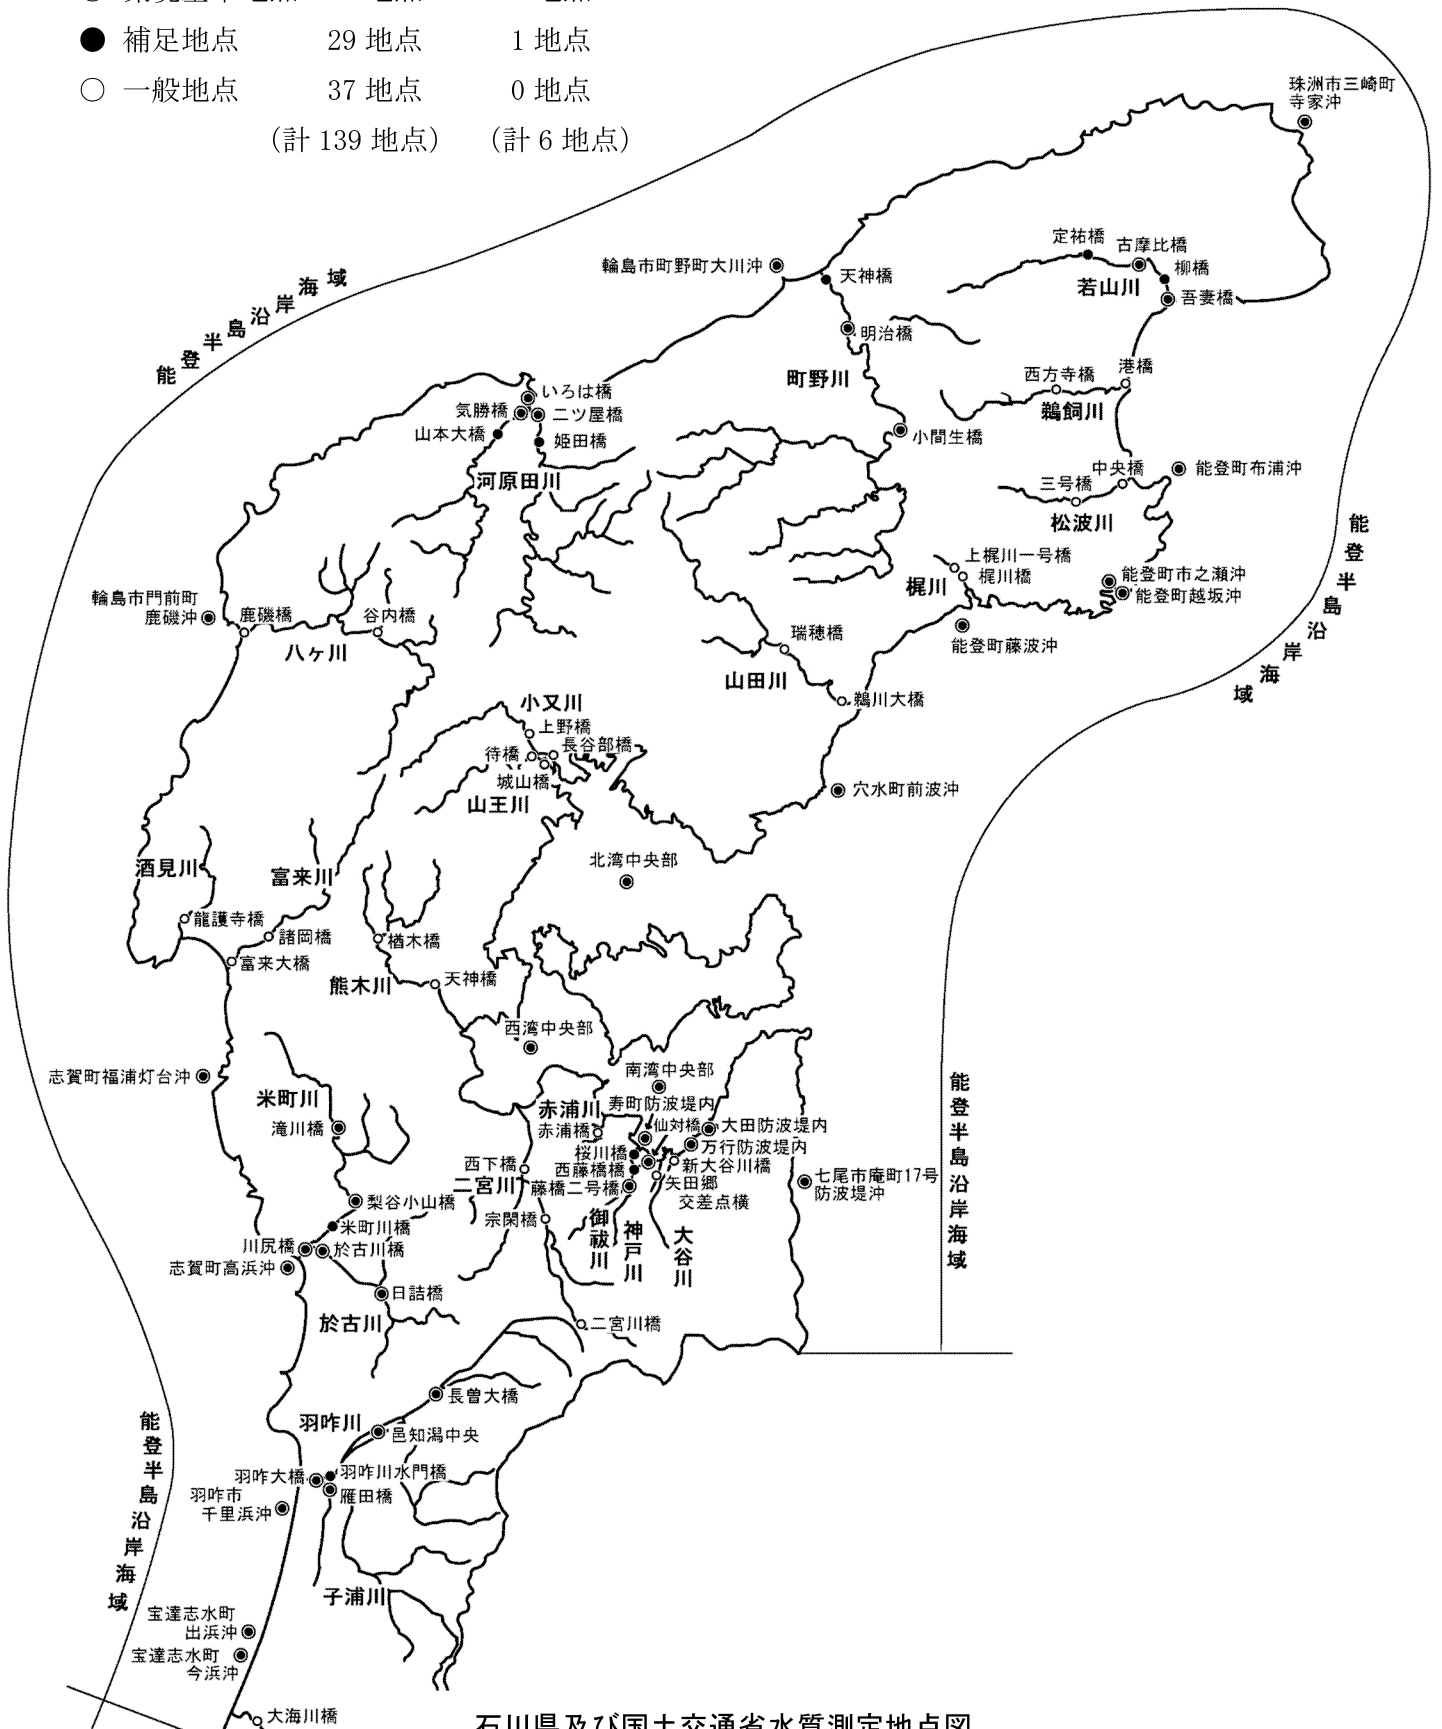 ● 補足地点 29 地点 1 地点
○ 一般地点 37 地点 0 地点
(計 139 地点) (計 6 地点)
珠洲市三崎町
寺家沖
定祐橋
古摩比橋
柳橋
若山川
吾妻橋
輪島市町野町大川沖
天神橋
明治橋
町野川
能登半島沿岸海域
港橋
西方寺橋
鵜飼川
いろは橋
気勝橋
二ツ屋橋
山本大橋
姫田橋
小間生橋
河原田川
中央橋
能登町布浦沖
三号橋
松波川
能登半島沿岸海域
上梶川一号橋
梶川橋
梶川
能登町市之瀬沖
能登町越坂沖
輪島市門前町
鹿磯沖
鹿磯橋
谷内橋
八ヶ川
瑞穂橋
能登町藤波沖
山田川
鵜川大橋
小又川
上野橋
長谷部橋
待橋
城山橋
山王川
穴水町前波沖
酒見川
富来川
北湾中央部
龍護寺橋
諸岡橋
楢木橋
富来大橋
熊木川
天神橋
西湾中央部
志賀町福浦灯台沖
南湾中央部
米町川
寿町防波堤内
赤浦川
滝川橋
赤浦橋
仙対橋
大田防波堤内
万行防波堤内
桜川橋
西藤橋橋
新大谷川橋
西下橋
二宮川
藤橋二号橋
矢田郷
交差点横
七尾市庵町17号
防波堤沖
能登半島沿岸海域
梨谷小山橋
宗閑橋
米町川橋
御祓川
神戸川
大谷川
川尻橋
於古川橋
志賀町高浜沖
日詰橋
於古川
二宮川橋
長曽大橋
羽咋川
邑知潟中央
能登半島沿岸海域
羽咋大橋
羽咋川水門橋
羽咋市
千里浜沖
雁田橋
子浦川
宝達志水町
出浜沖
宝達志水町
今浜沖
大海川橋
石川県及び国土交通省水質測定地点図